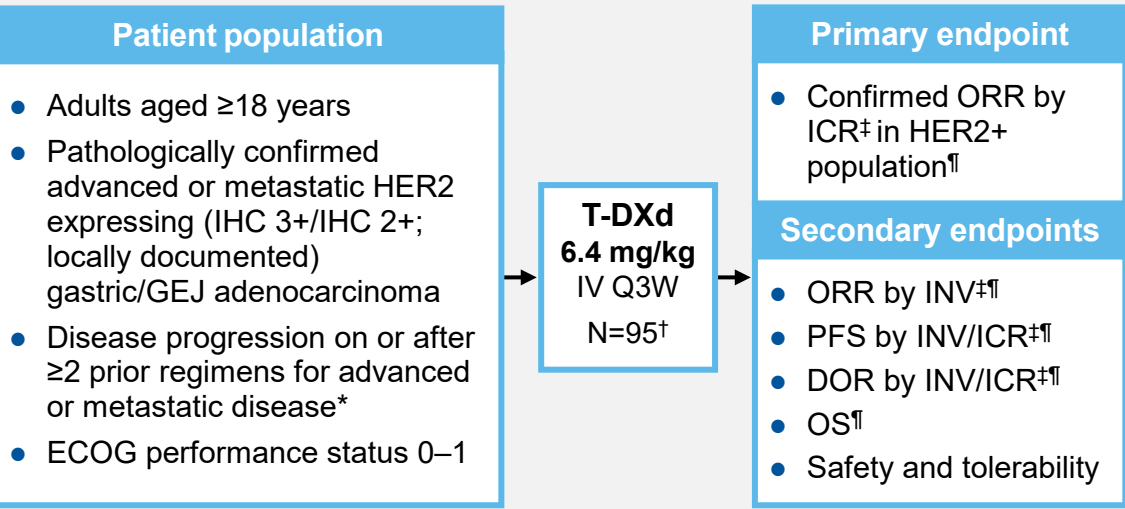 Patient population
● Adults aged ≥18 years
● Pathologically confirmed
advanced or metastatic HER2
expressing (IHC 3+/IHC 2+;
locally documented)
gastric/GEJ adenocarcinoma
● Disease progression on or after
≥2 prior regimens for advanced
or metastatic disease*
● ECOG performance status 0–1
T-DXd
6.4 mg/kg
IV Q3W
N=95†
Primary endpoint
● Confirmed ORR by
ICR‡ in HER2+
population¶
Secondary endpoints
● ORR by INV‡¶
● PFS by INV/ICR‡¶
● DOR by INV/ICR‡¶
● OS¶
● Safety and tolerability